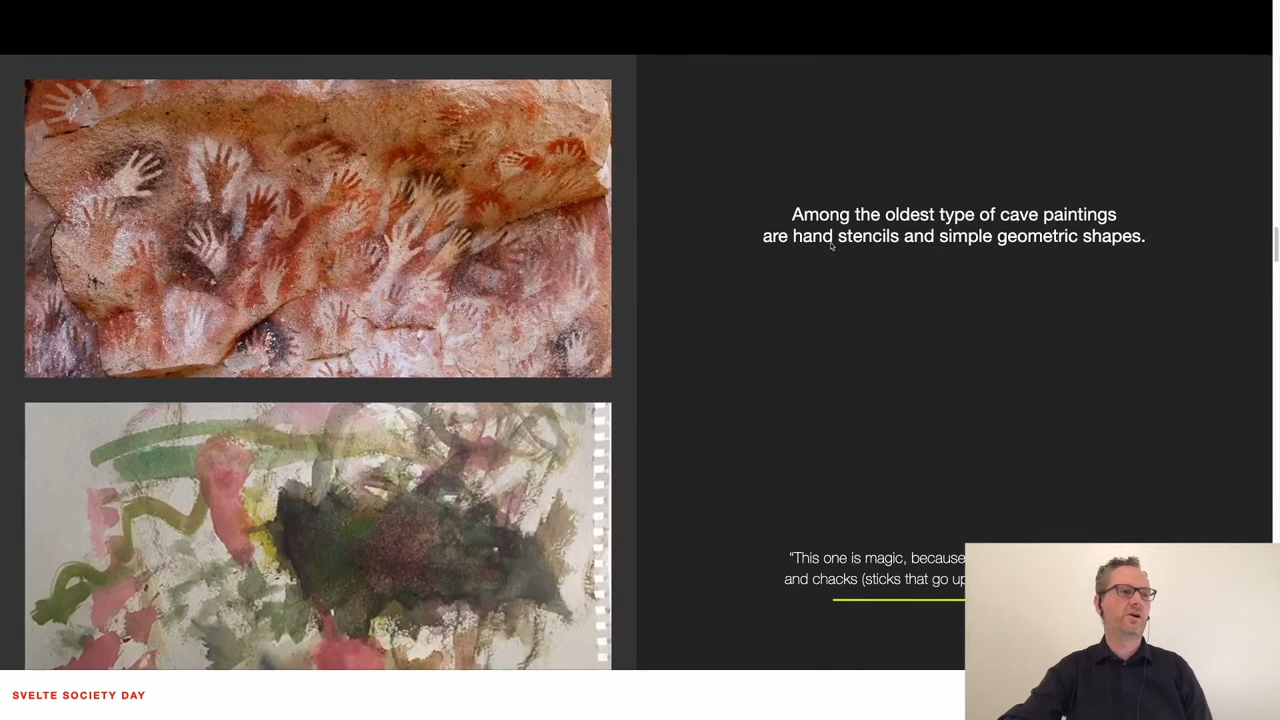 Among the oldest type of cave paintings
are hand stencils and simple geometric shapes.
“This one is magic, because
and chacks (sticks that go up
SVELTE SOCIETY DAY